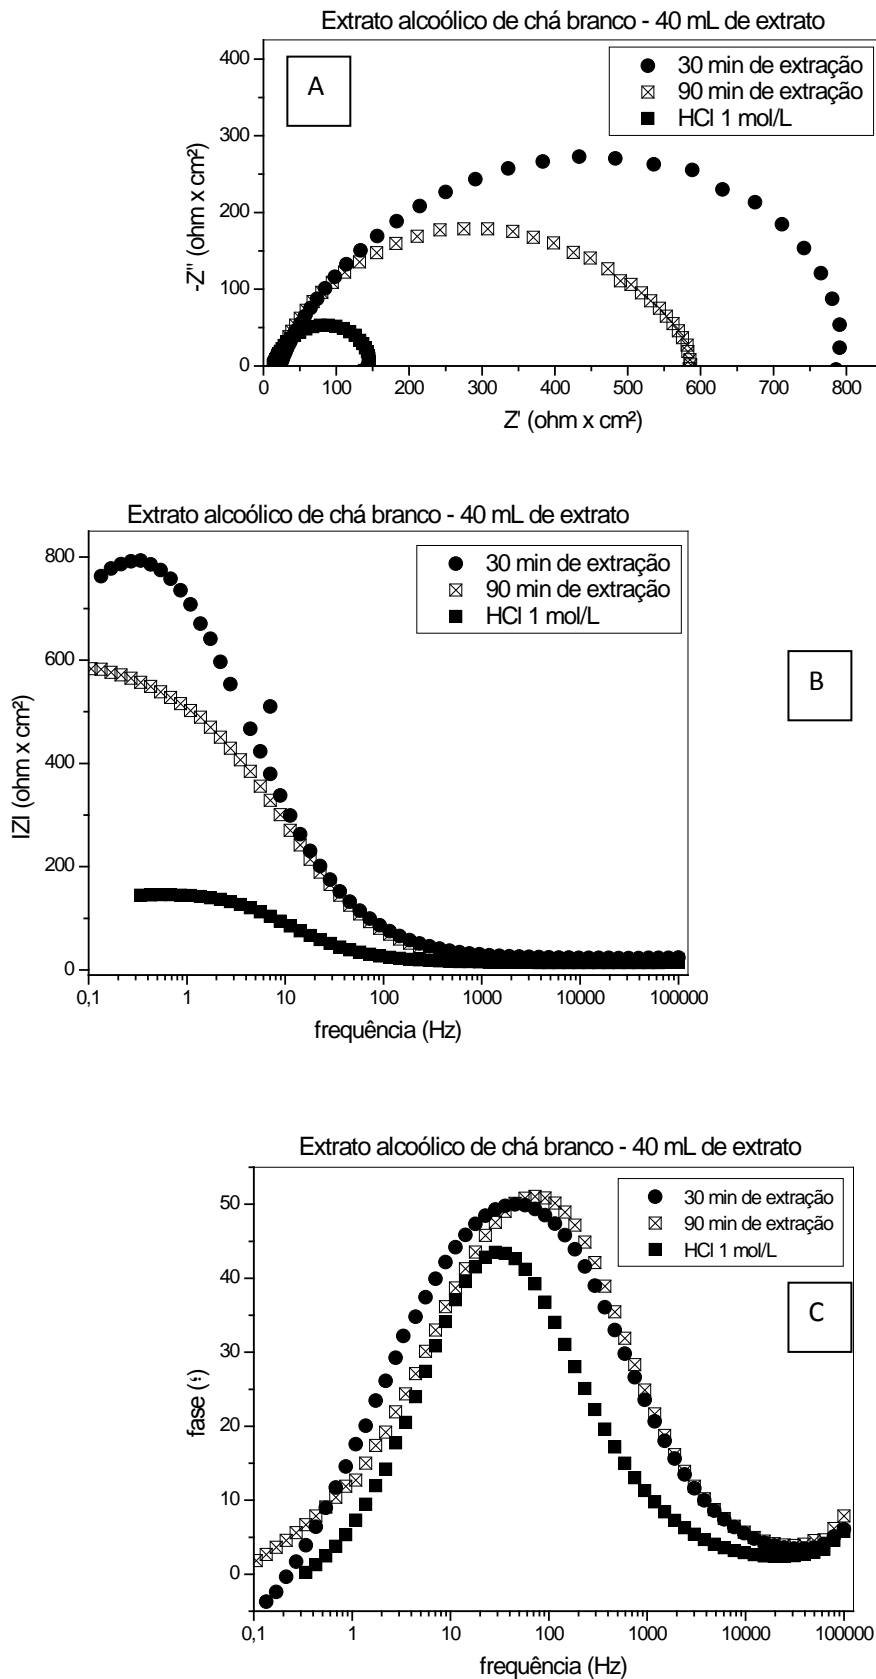 Extrato alcoólico de chá branco - 40 mL de extrato
400
300
200
100
0
-Z'' (ohm x cm²)
A
30 min de extração
90 min de extração
HCl 1 mol/L
0 100 200 300 400 500 600 700 800
Z' (ohm x cm²)
Extrato alcoólico de chá branco - 40 mL de extrato
800
600
400
200
0
IZI (ohm x cm²)
30 min de extração
90 min de extração
HCl 1 mol/L
B
0,1 1 10 100 1000 10000 100000
frequência (Hz)
Extrato alcoólico de chá branco - 40 mL de extrato
50
40
30
20
10
0
fase (
30 min de extração
90 min de extração
HCl 1 mol/L
C
0,1 1 10 100 1000 10000 100000
frequência (Hz)